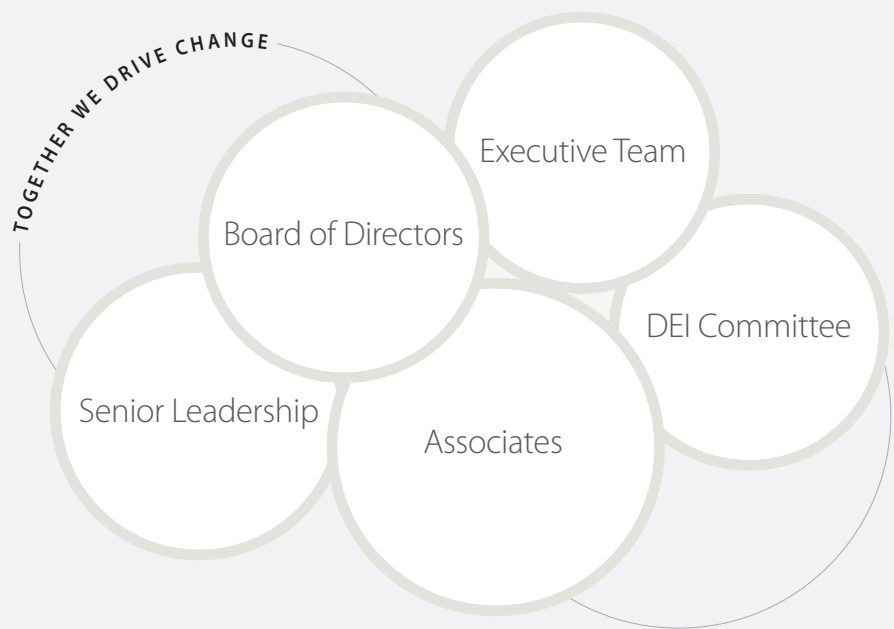 TOGETHER WE DRIVE CHANGE
Executive Team
Board of Directors
DEI Committee
Senior Leadership
Associates